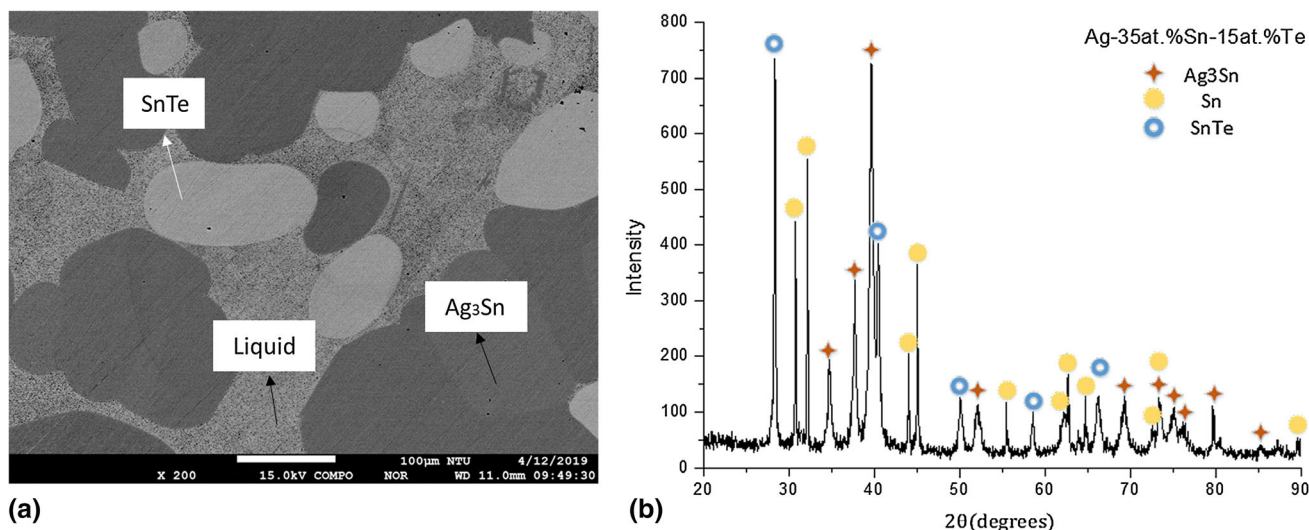 SnTe
Ag₃Sn
Liquid
100μm NTU 4/12/2019
X 200 15.0kV COMPO NOR WD 11.0mm 09:49:30
(a)
Ag-35at.%Sn-15at.%Te
Ag3Sn
Sn
SnTe
Intensity
800
700
600
500
400
300
200
100
0
20 30 40 50 60 70 80 90
2θ(degrees)
(b)